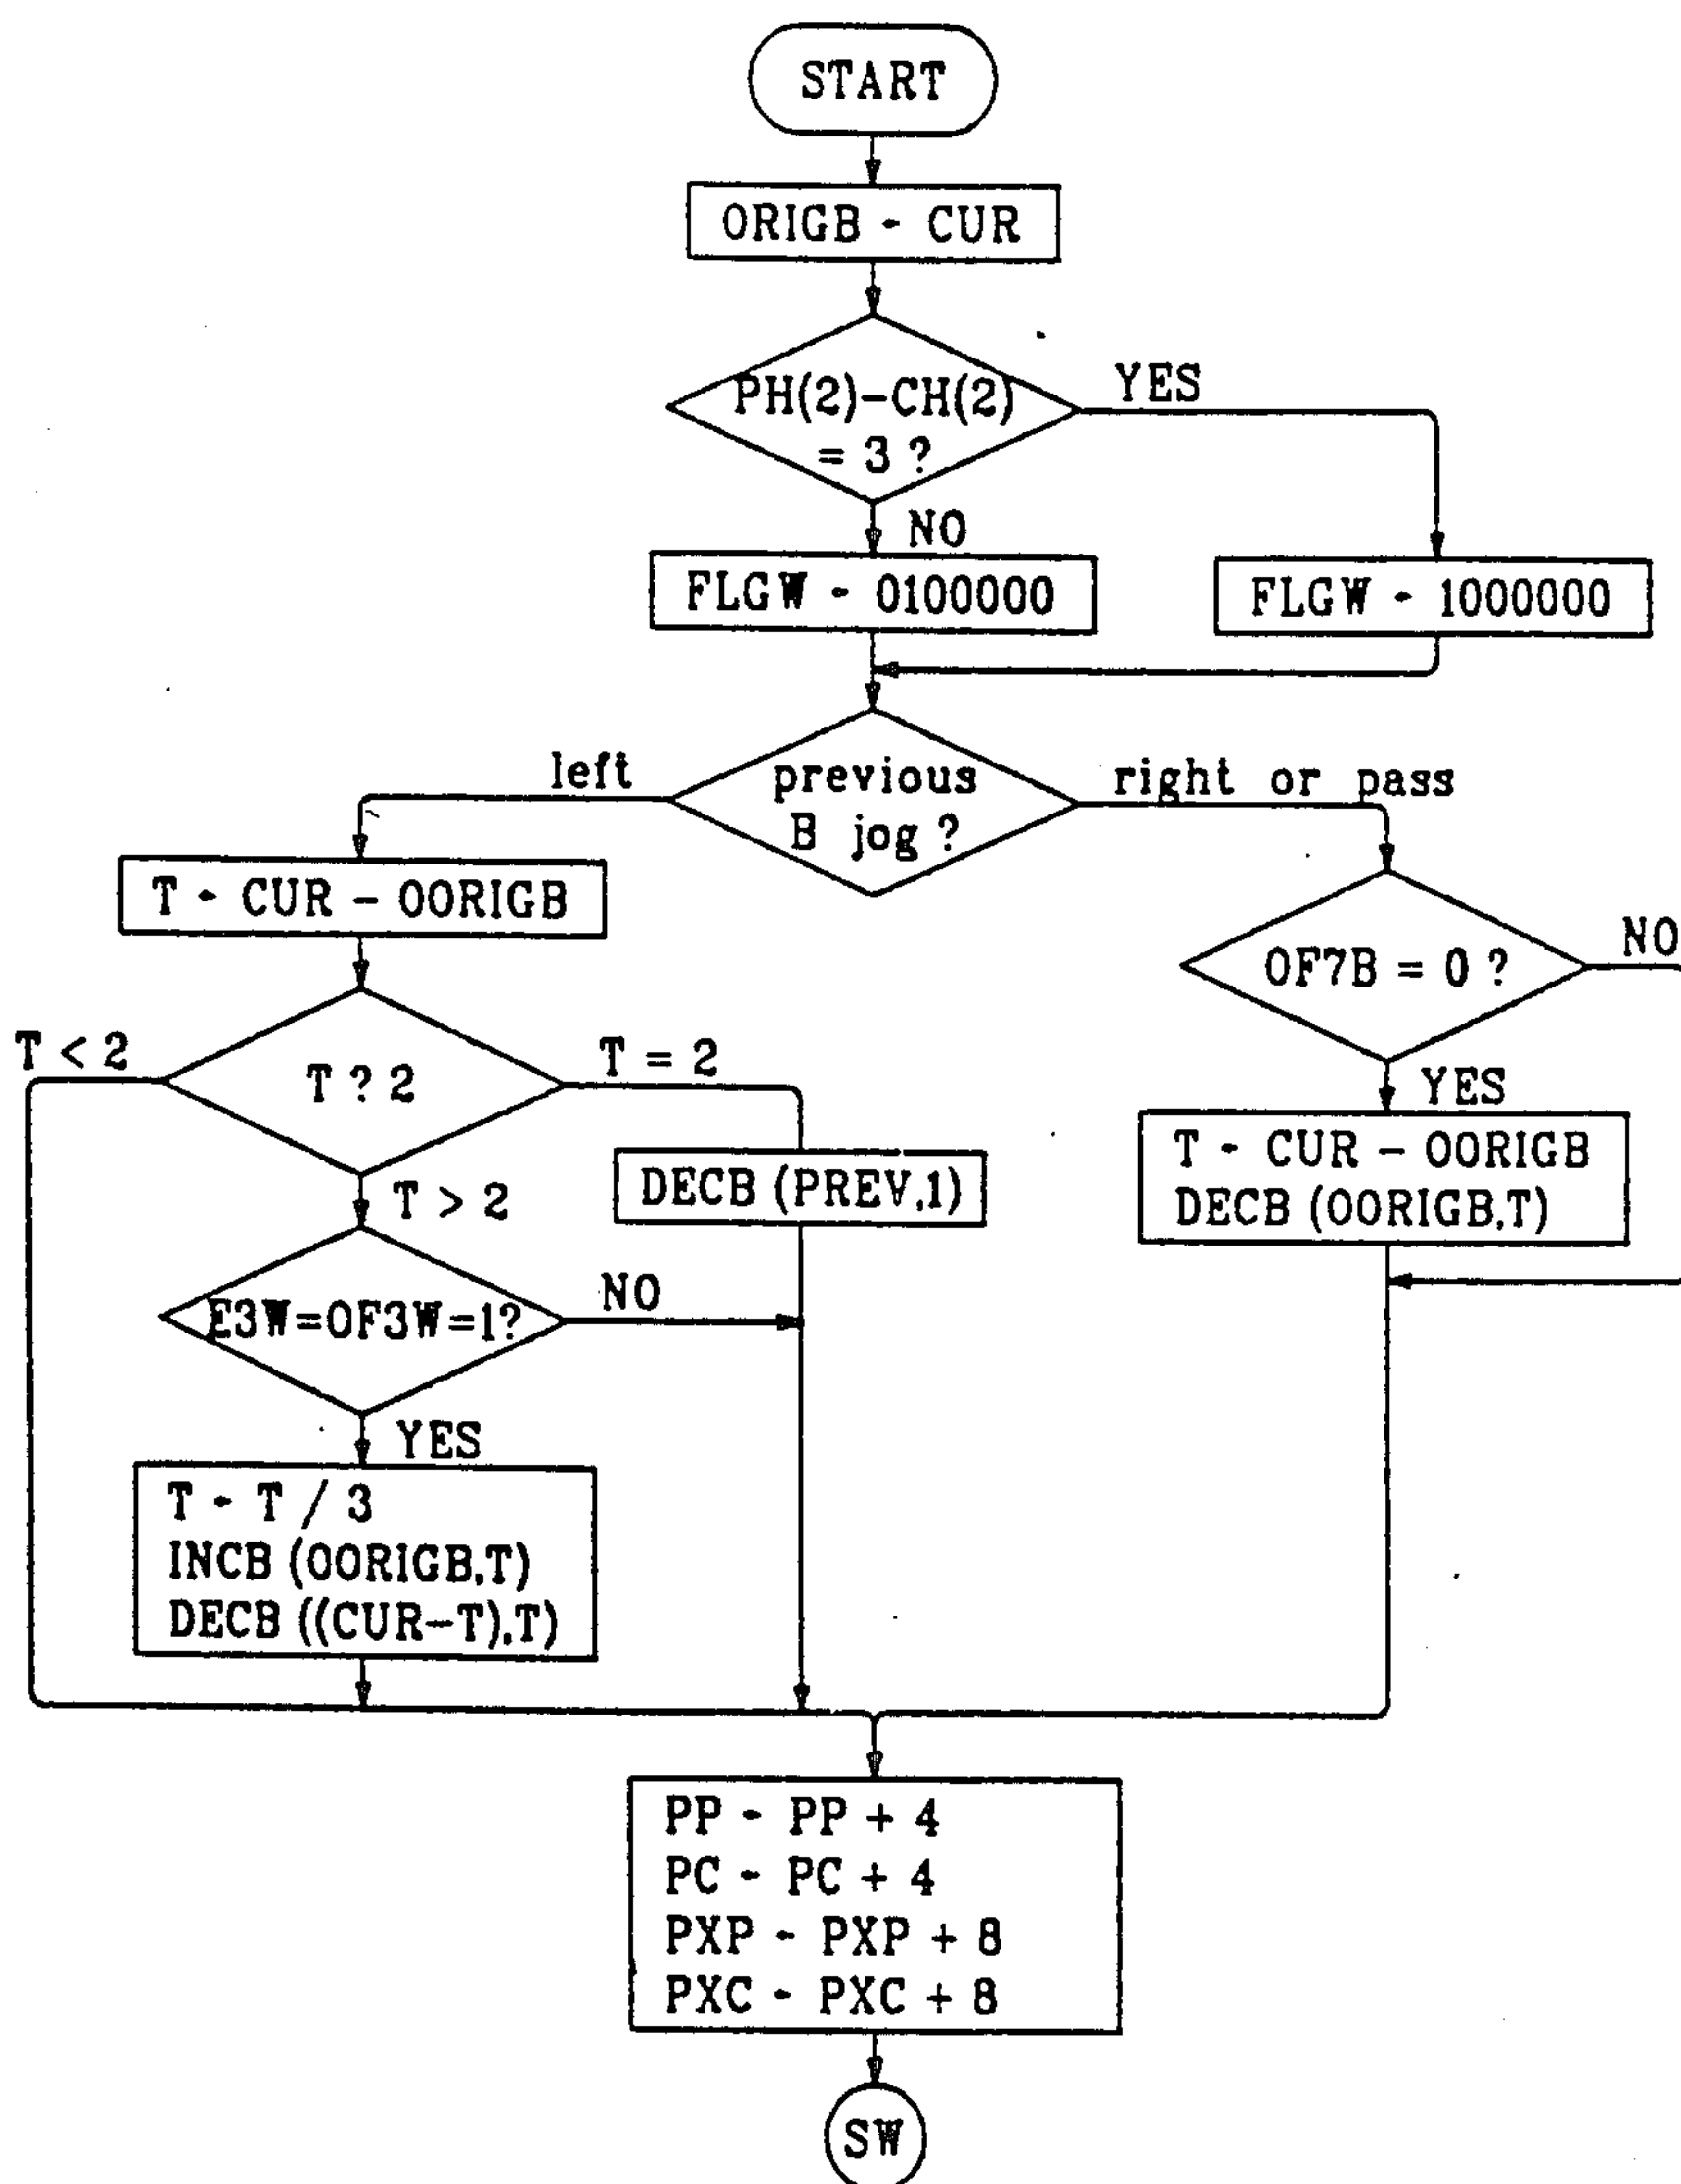 START
ORIGB - CUR
PH(2)-CH(2)
= 3 ?
YES
NO
FLGW - 0100000
FLGW - 1000000
left
previous
B jog ?
right or pass
T - CUR - OORIGB
OF7B = 0 ?
NO
T < 2
T ? 2
T = 2
YES
T > 2
DECB (PREV,1)
T - CUR - OORIGB
DECB (OORIGB,T)
E3W=OF3W=1?
NO
YES
T - T / 3
INCB (OORIGB,T)
DECB ((CUR-T),T)
PP - PP + 4
PC - PC + 4
PXP - PXP + 8
PXC - PXC + 8
SW